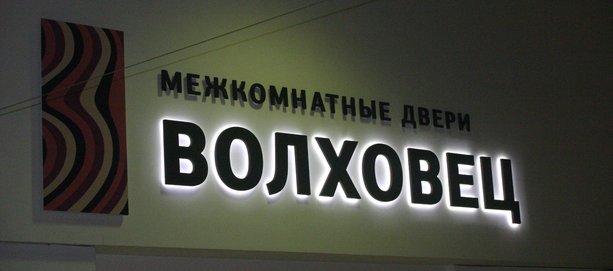 МЕЖКОМНАТНЫЕ ДВЕРИ
ВОЛХОВЕЦ